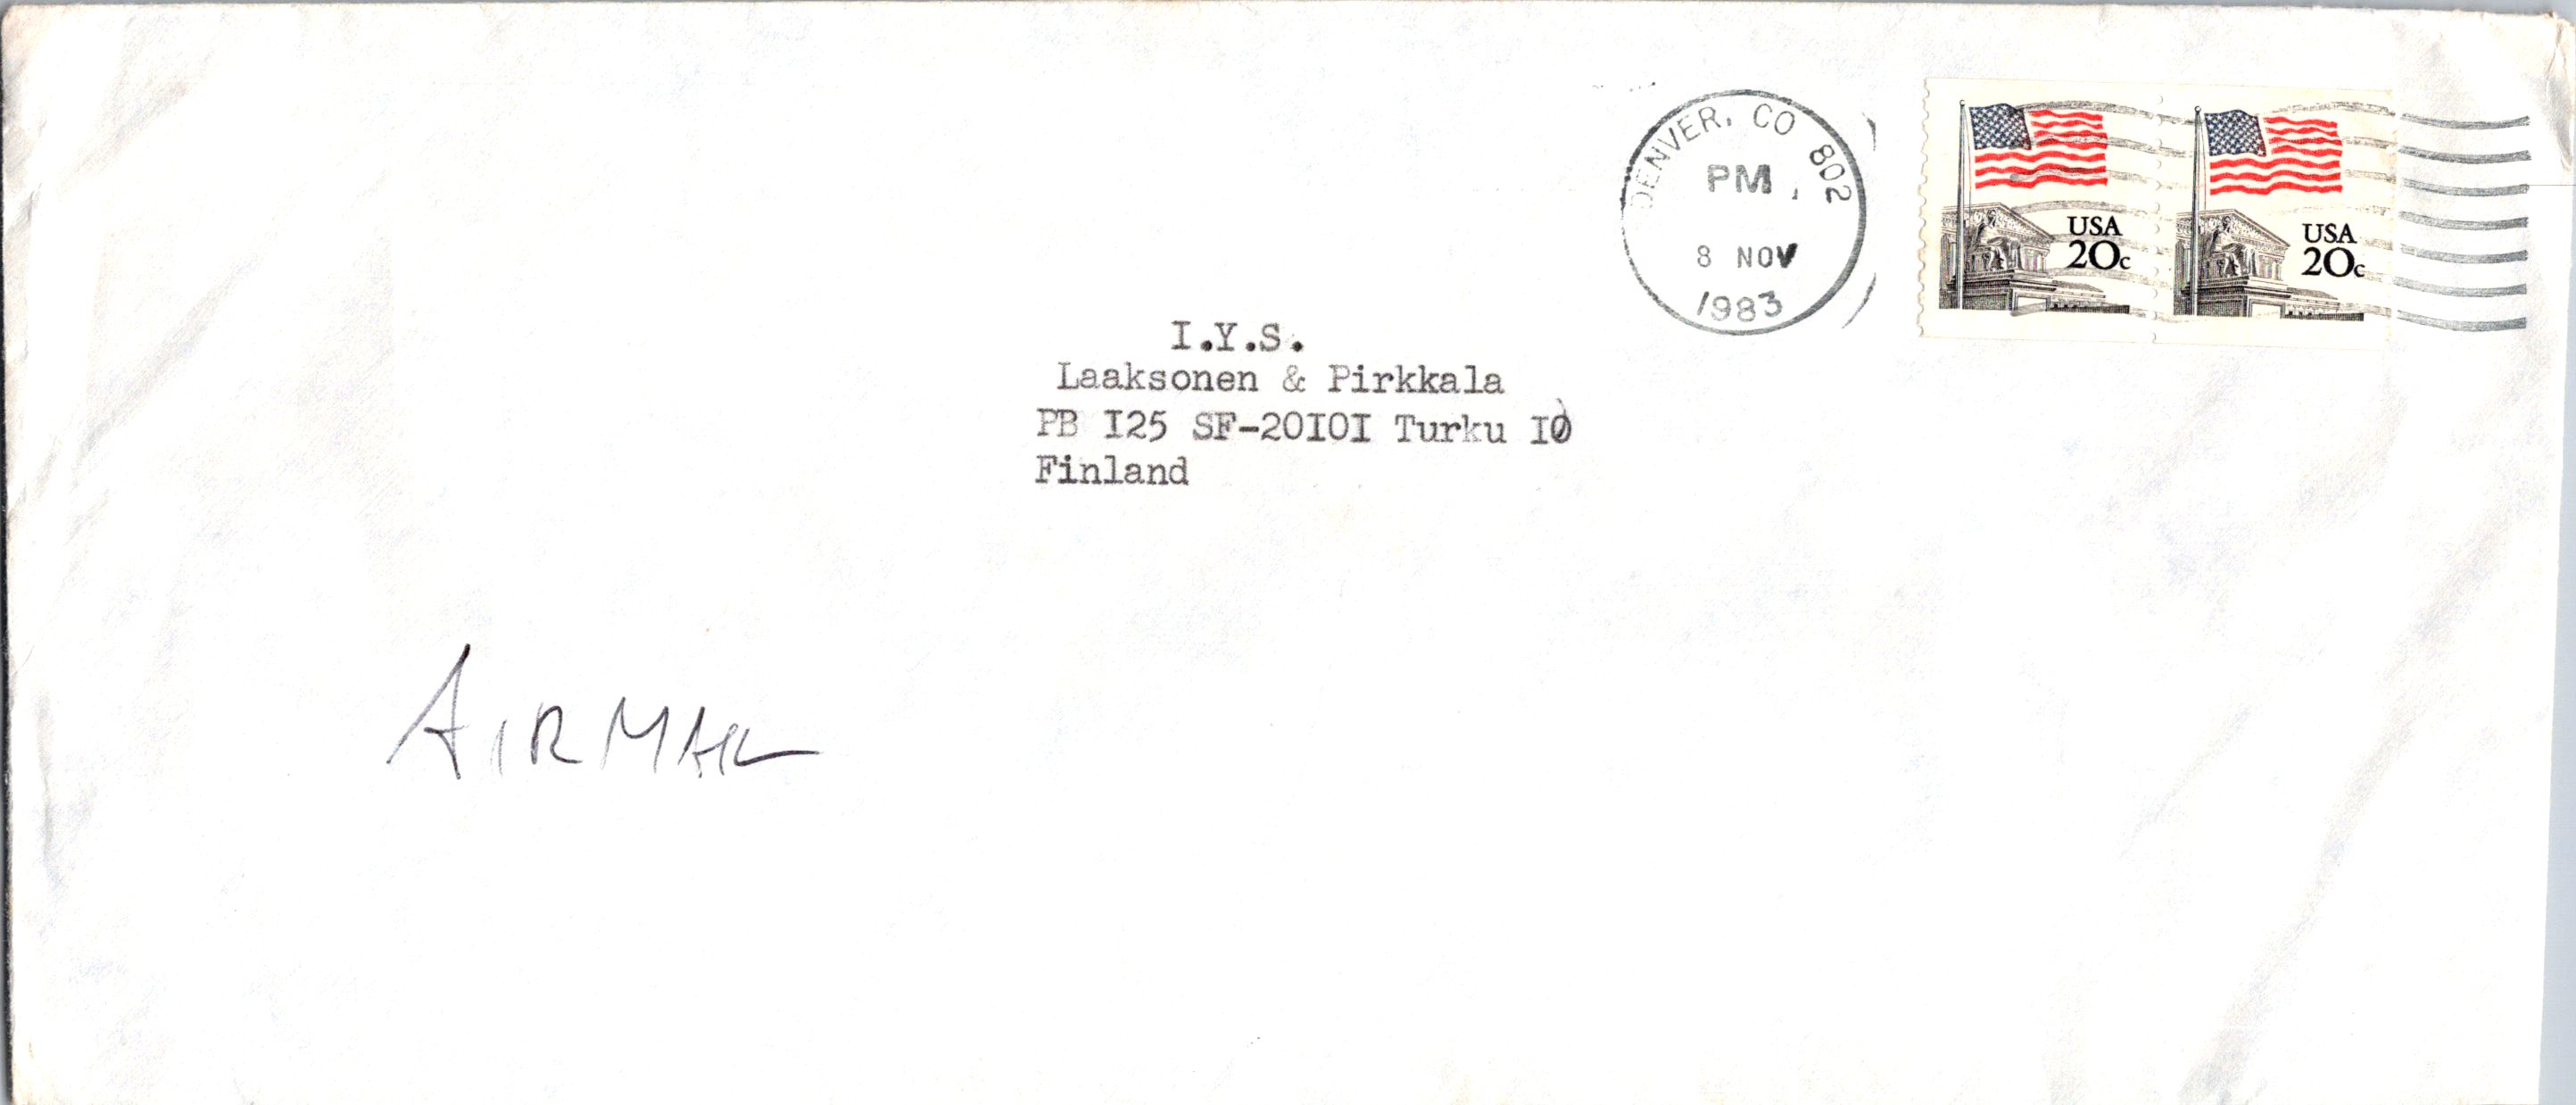 DENVER, CO 802
PM
8 NOV
1983
USA
20c
USA
20c
I.Y.S.
Laaksonen & Pirkkala
PB I25 SF-20IOI Turku I0
Finland
AIRMAIL